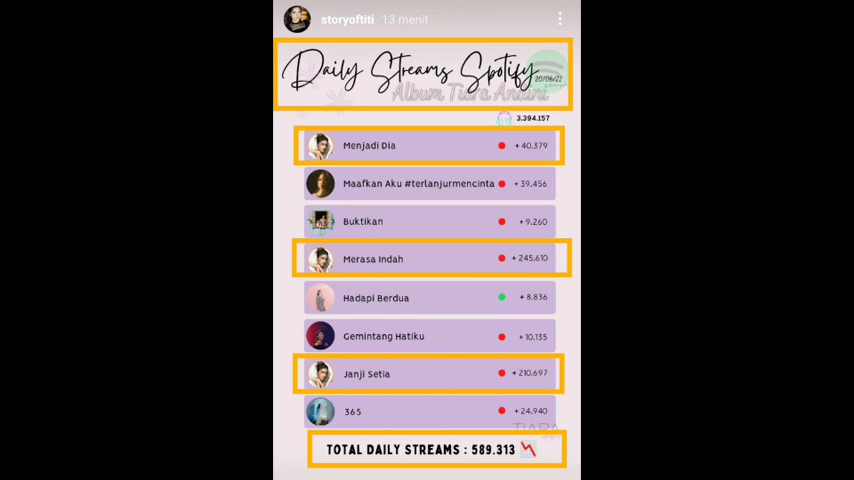 storyoftiti 13 menit
Daily Streams Spotify
20/06/22
Album Tiara Andini
3.394.157
Menjadi Dia + 40.379
Maafkan Aku #terlanjurmencinta + 39.456
Buktikan + 9.260
Merasa Indah + 245.610
Hadapi Berdua + 8.836
Gemintang Hatiku + 10.135
Janji Setia + 210.697
365 + 24.940
TIARA
TOTAL DAILY STREAMS : 589.313